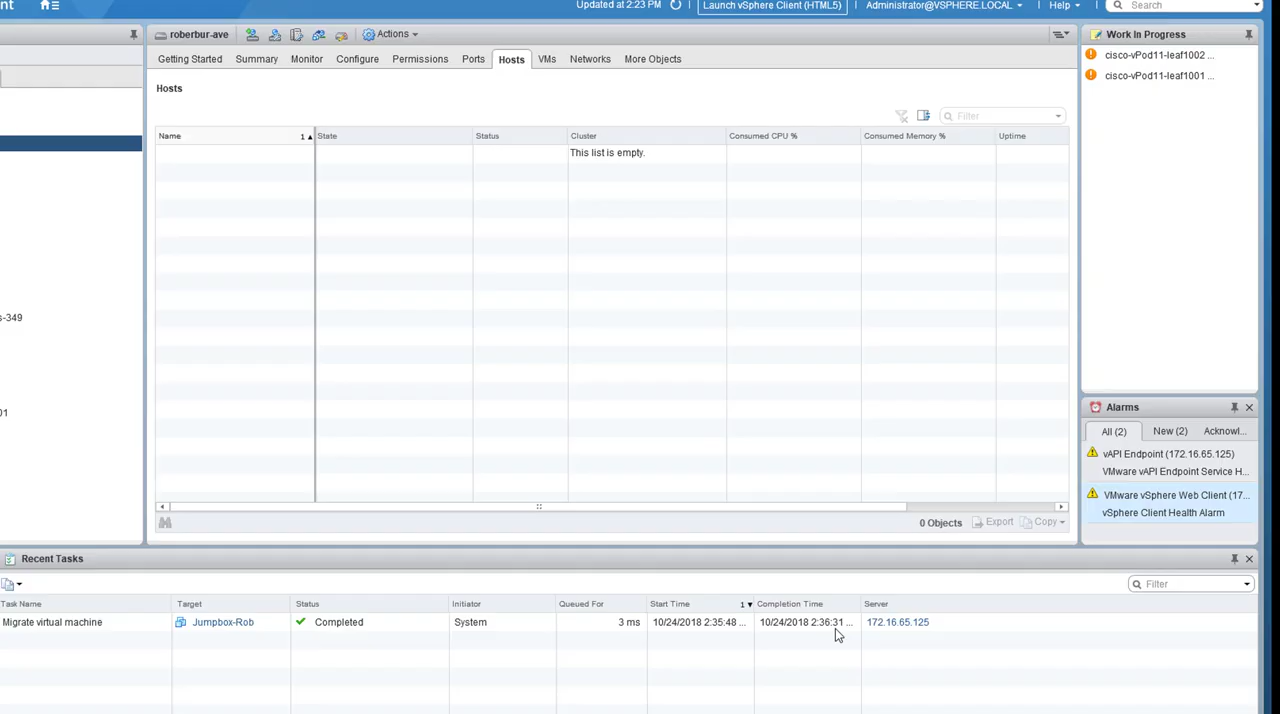 nt
Updated at 2:23 PM
Launch vSphere Client (HTML5)
Administrator@VSPHERE.LOCAL
Help
Search
roberbur-ave
Actions
Getting Started
Summary
Monitor
Configure
Permissions
Ports
Hosts
VMs
Networks
More Objects
Hosts
Filter
Name 1
State
Status
Cluster
Consumed CPU %
Consumed Memory %
Uptime
This list is empty.
s-349
01
0 Objects
Export
Copy
Work In Progress
cisco-vPod11-leaf1002 ...
cisco-vPod11-leaf1001 ...
Alarms
All (2)
New (2)
Acknowl...
vAPI Endpoint (172.16.65.125)
VMware vAPI Endpoint Service H...
VMware vSphere Web Client (17...
vSphere Client Health Alarm
Recent Tasks
Filter
Task Name
Target
Status
Initiator
Queued For
Start Time 1
Completion Time
Server
Migrate virtual machine
Jumpbox-Rob
Completed
System
3 ms
10/24/2018 2:35:48 ...
10/24/2018 2:36:31 ...
172.16.65.125